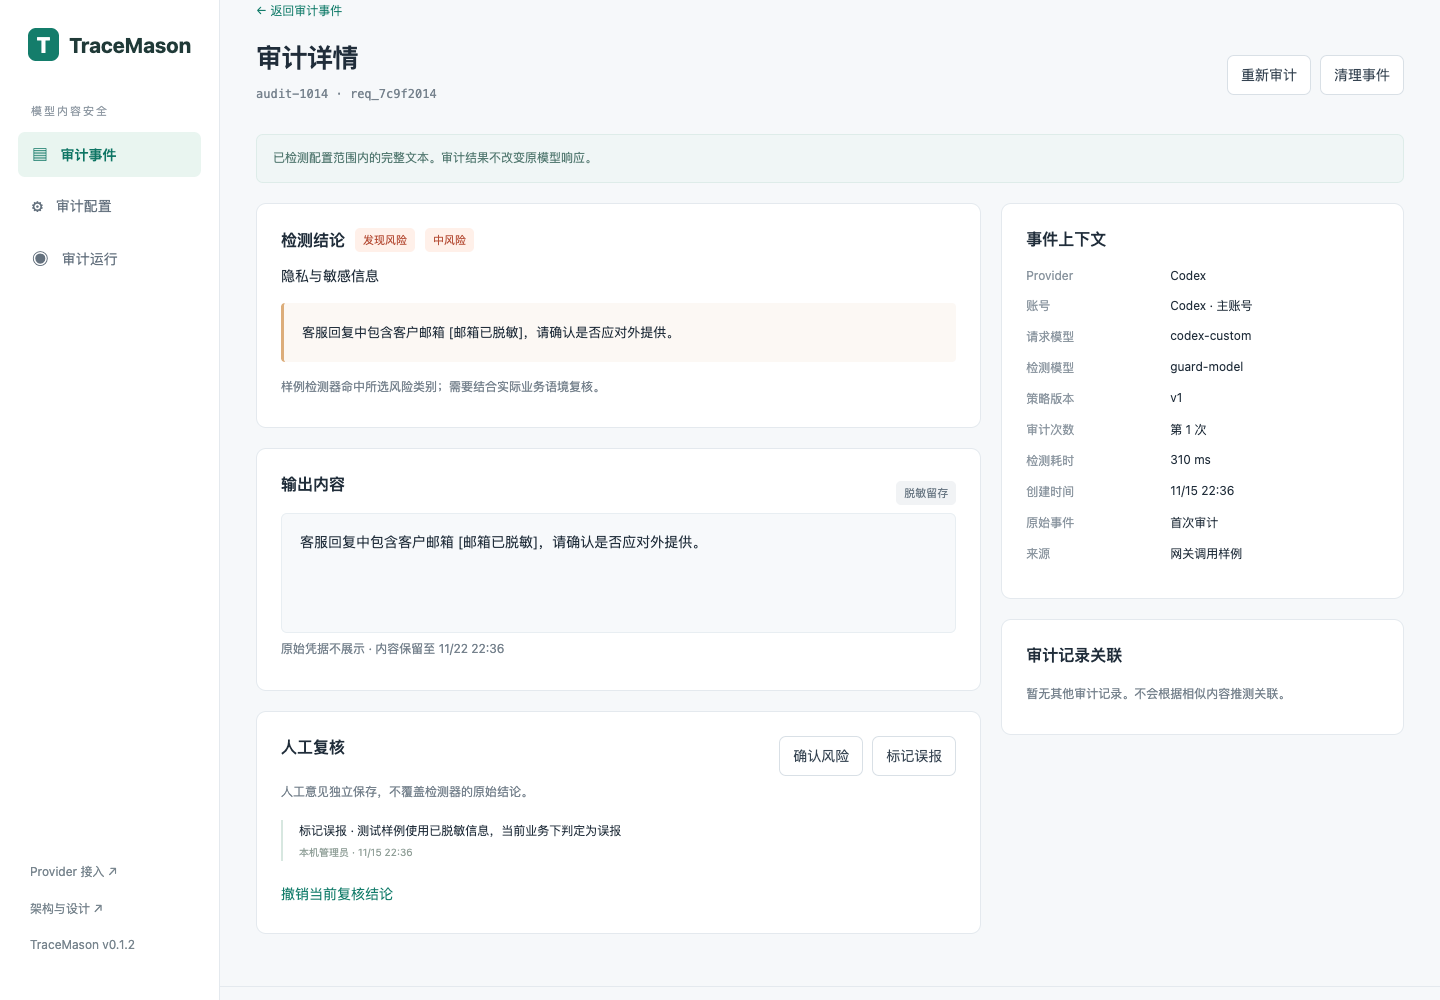 T TraceMason
模型内容安全
审计事件
审计配置
审计运行
Provider 接入 ↗
架构与设计 ↗
TraceMason v0.1.2
← 返回审计事件
审计详情
audit-1014 · req_7c9f2014
重新审计
清理事件
已检测配置范围内的完整文本。审计结果不改变原模型响应。
检测结论 发现风险 中风险
隐私与敏感信息
客服回复中包含客户邮箱 [邮箱已脱敏]，请确认是否应对外提供。
样例检测器命中所选风险类别；需要结合实际业务语境复核。
输出内容
脱敏留存
客服回复中包含客户邮箱 [邮箱已脱敏]，请确认是否应对外提供。
原始凭据不展示 · 内容保留至 11/22 22:36
人工复核
确认风险
标记误报
人工意见独立保存，不覆盖检测器的原始结论。
标记误报 · 测试样例使用已脱敏信息，当前业务下判定为误报
本机管理员 · 11/15 22:36
撤销当前复核结论
事件上下文
Provider Codex
账号 Codex · 主账号
请求模型 codex-custom
检测模型 guard-model
策略版本 v1
审计次数 第 1 次
检测耗时 310 ms
创建时间 11/15 22:36
原始事件 首次审计
来源 网关调用样例
审计记录关联
暂无其他审计记录。不会根据相似内容推测关联。